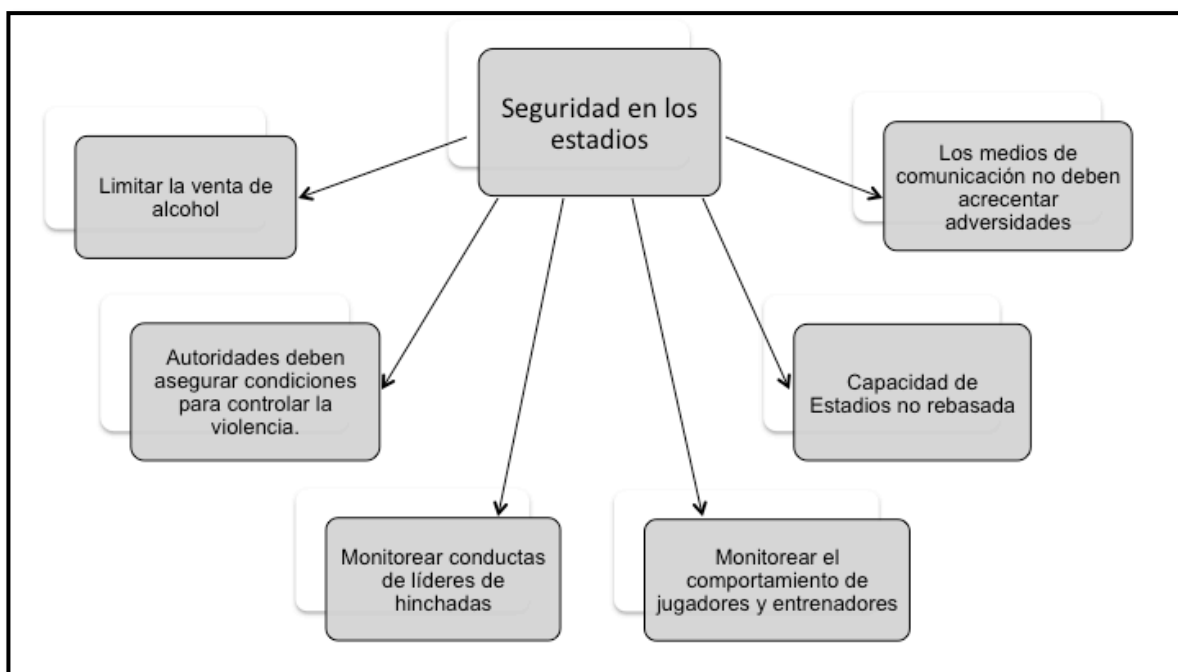 Seguridad en los
estadios
Limitar la venta de
alcohol
Los medios de
comunicación no deben
acrecentar
adversidades
Autoridades deben
asegurar condiciones
para controlar la
violencia.
Capacidad de
Estadios no rebasada
Monitorear conductas
de líderes de
hinchadas
Monitorear el
comportamiento de
jugadores y entrenadores